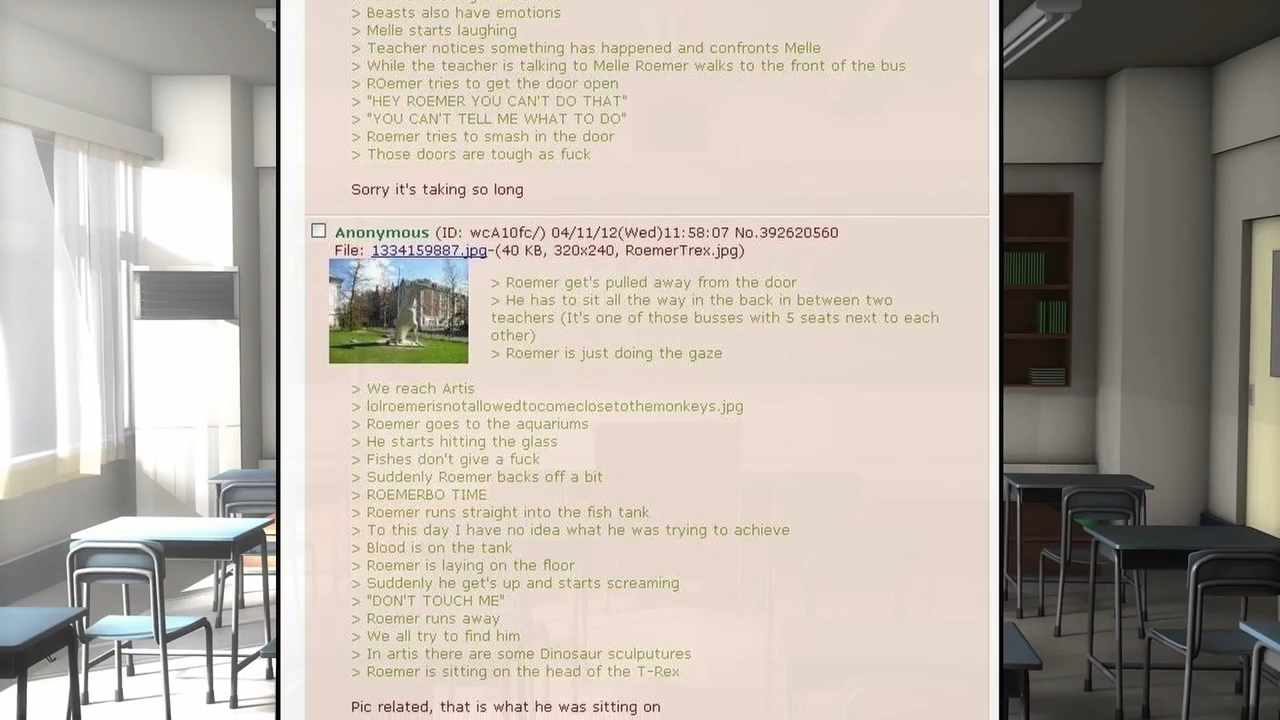 > Beasts also have emotions
> Melle starts laughing
> Teacher notices something has happened and confronts Melle
> While the teacher is talking to Melle Roemer walks to the front of the bus
> ROemer tries to get the door open
> "HEY ROEMER YOU CAN'T DO THAT"
> "YOU CAN'T TELL ME WHAT TO DO"
> Roemer tries to smash in the door
> Those doors are tough as fuck
Sorry it's taking so long
Anonymous (ID: wcA10fc/) 04/11/12(Wed)11:58:07 No.392620560
File: 1334159887.jpg-(40 KB, 320x240, RoemerTrex.jpg)
> Roemer get's pulled away from the door
> He has to sit all the way in the back in between two
teachers (It's one of those busses with 5 seats next to each
other)
> Roemer is just doing the gaze
> We reach Artis
> lolroemerisnotallowedtocomeclosetothemonkeys.jpg
> Roemer goes to the aquariums
> He starts hitting the glass
> Fishes don't give a fuck
> Suddenly Roemer backs off a bit
> ROEMERBO TIME
> Roemer runs straight into the fish tank
> To this day I have no idea what he was trying to achieve
> Blood is on the tank
> Roemer is laying on the floor
> Suddenly he get's up and starts screaming
> "DON'T TOUCH ME"
> Roemer runs away
> We all try to find him
> In artis there are some Dinosaur sculputures
> Roemer is sitting on the head of the T-Rex
Pic related, that is what he was sitting on